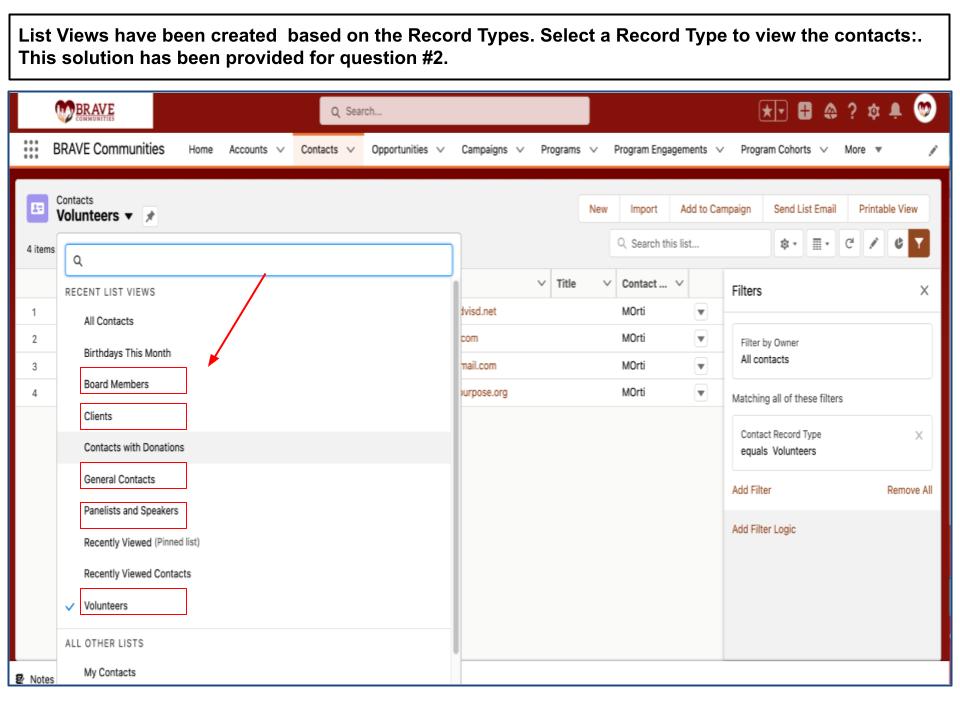 List Views have been created  based on the Record Types. Select a Record Type to view the contacts:.
This solution has been provided for question #2.
BRAVE
COMMUNITIES
Search...
BRAVE Communities
Home
Accounts
Contacts
Opportunities
Campaigns
Programs
Program Engagements
Program Cohorts
More
Contacts
Volunteers
New
Import
Add to Campaign
Send List Email
Printable View
4 items
Search this list...
RECENT LIST VIEWS
All Contacts
Birthdays This Month
Board Members
Clients
Contacts with Donations
General Contacts
Panelists and Speakers
Recently Viewed (Pinned list)
Recently Viewed Contacts
Volunteers
ALL OTHER LISTS
My Contacts
Title
Contact ...
1
dvisd.net
MOrti
2
com
MOrti
3
mail.com
MOrti
4
purpose.org
MOrti
Filters
X
Filter by Owner
All contacts
Matching all of these filters
Contact Record Type
X
equals Volunteers
Add Filter
Remove All
Add Filter Logic
Notes